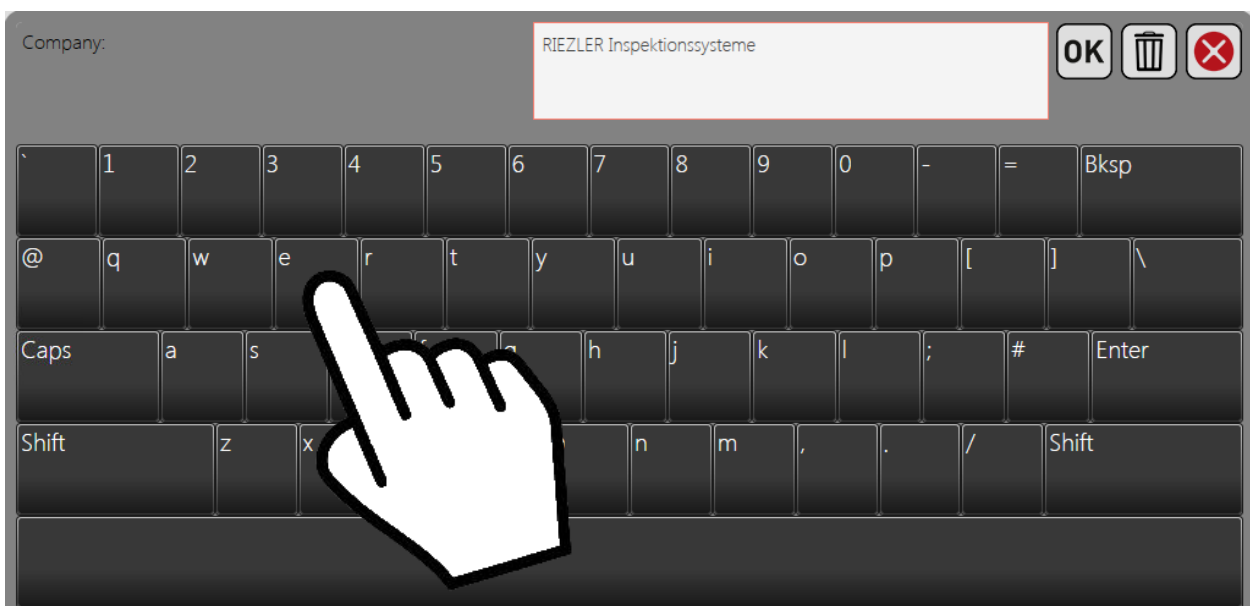 Company:
RIEZLER Inspektionssysteme
OK
` 1 2 3 4 5 6 7 8 9 0 - = Bksp
@ q w e r t y u i o p [ ] \
Caps a s h j k l ; # Enter
Shift z x n m , . / Shift